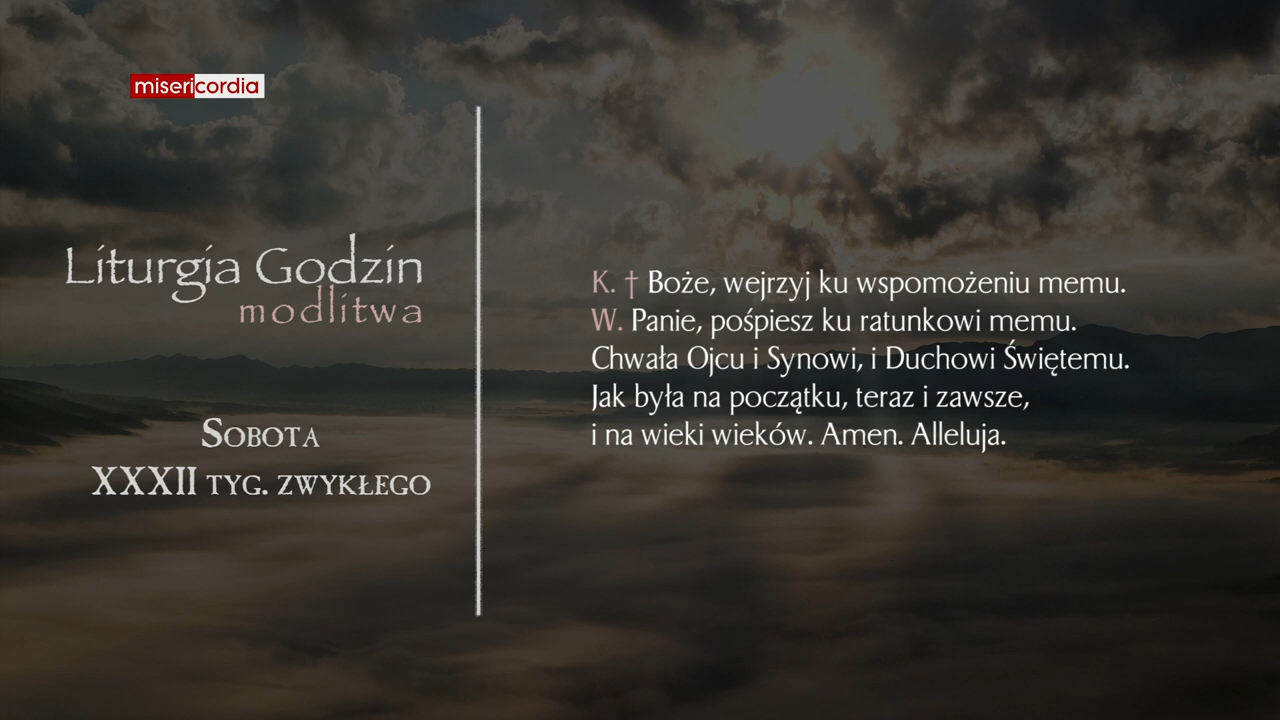 misericordia
Liturgia Godzin
modlitwa
Sobota
XXXII tyg. zwykłego
K. † Boże, wejrzyj ku wspomożeniu memu.
W. Panie, pośpiesz ku ratunkowi memu.
Chwała Ojcu i Synowi, i Duchowi Świętemu.
Jak była na początku, teraz i zawsze,
i na wieki wieków. Amen. Alleluja.